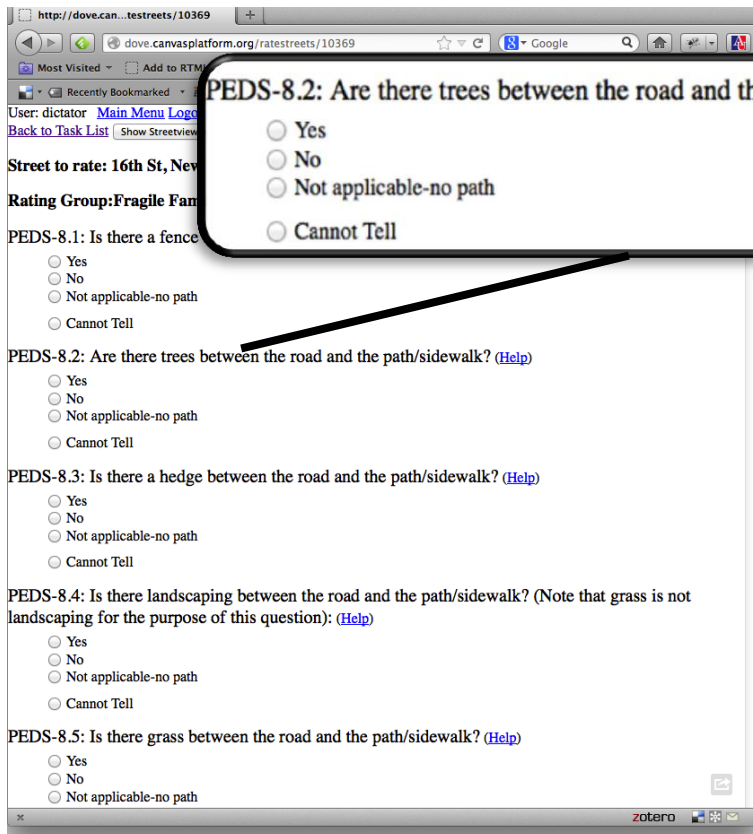 http://dove.can...testreets/10369
dove.canvasplatform.org/ratestreets/10369
Google
Most Visited
Add to RTM
Recently Bookmarked
User: dictator Main Menu Logo
Back to Task List Show Streetview
Street to rate: 16th St, New
Rating Group:Fragile Fam
PEDS-8.2: Are there trees between the road and th
Yes
No
Not applicable-no path
Cannot Tell
PEDS-8.1: Is there a fence
Yes
No
Not applicable-no path
Cannot Tell
PEDS-8.2: Are there trees between the road and the path/sidewalk? (Help)
Yes
No
Not applicable-no path
Cannot Tell
PEDS-8.3: Is there a hedge between the road and the path/sidewalk? (Help)
Yes
No
Not applicable-no path
Cannot Tell
PEDS-8.4: Is there landscaping between the road and the path/sidewalk? (Note that grass is not
landscaping for the purpose of this question): (Help)
Yes
No
Not applicable-no path
Cannot Tell
PEDS-8.5: Is there grass between the road and the path/sidewalk? (Help)
Yes
No
Not applicable-no path
zotero